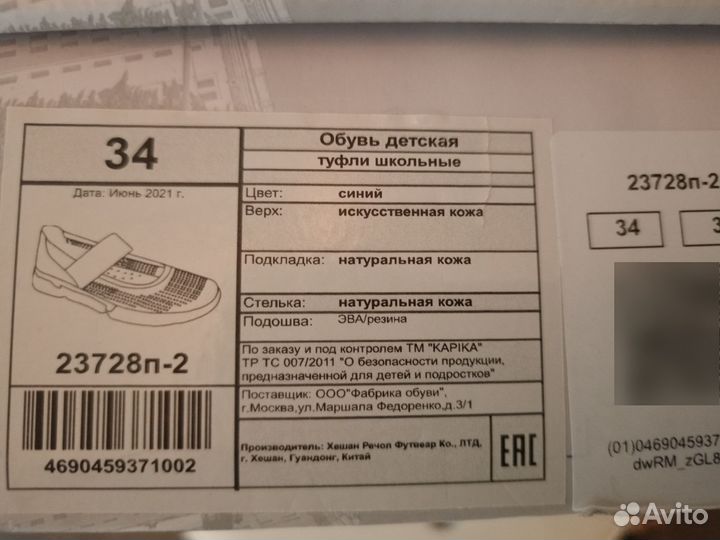 34
Дата: Июнь 2021 г.
23728п-2
4690459371002
Обувь детская
туфли школьные
Цвет: синий
Верх: искусственная кожа
Подкладка: натуральная кожа
Стелька: натуральная кожа
Подошва: ЭВА/резина
По заказу и под контролем ТМ "KAPIKA"
ТР ТС 007/2011 "О безопасности продукции,
предназначенной для детей и подростков"
Поставщик: ООО"Фабрика обуви",
г.Москва,ул.Маршала Федоренко,д.3/1
Производитель: Хешан Речол Футвеар Ко., ЛТД,
г. Хешан, Гуандонг, Китай
EAC
23728п-2
34
3
(01)0469045937
dwRM_zGL8
Avito